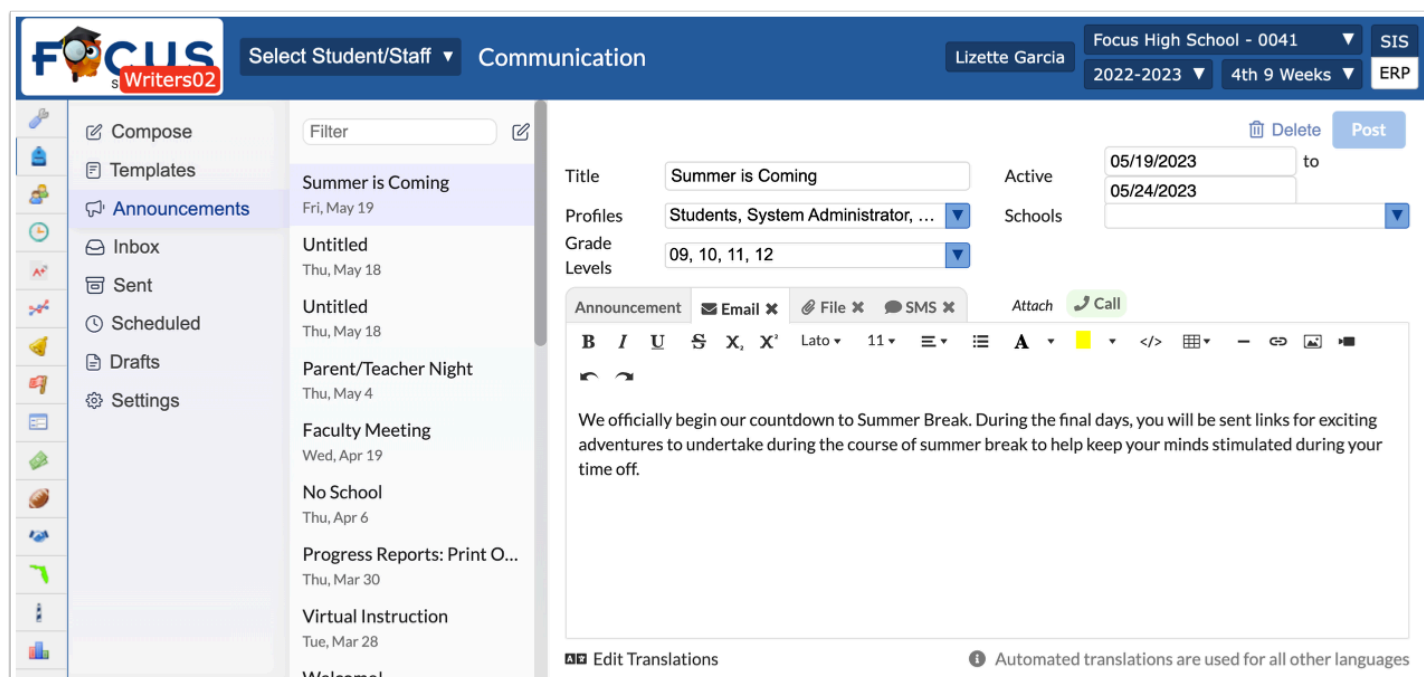 FOCUS
Writers02
Select Student/Staff ▼
Communication
Lizette Garcia
Focus High School - 0041 ▼
SIS
2022-2023 ▼
4th 9 Weeks ▼
ERP
Compose
Templates
Announcements
Inbox
Sent
Scheduled
Drafts
Settings
Filter
Summer is Coming
Fri, May 19
Untitled
Thu, May 18
Untitled
Thu, May 18
Parent/Teacher Night
Thu, May 4
Faculty Meeting
Wed, Apr 19
No School
Thu, Apr 6
Progress Reports: Print O...
Thu, Mar 30
Virtual Instruction
Tue, Mar 28
Welcome!
Delete
Post
Title
Summer is Coming
Active
05/19/2023 to
05/24/2023
Profiles
Students, System Administrator, ...
Schools
Grade
Levels
09, 10, 11, 12
Announcement
Email
File
SMS
Attach
Call
B I U S X₂ X² Lato 11 A </>
We officially begin our countdown to Summer Break. During the final days, you will be sent links for exciting
adventures to undertake during the course of summer break to help keep your minds stimulated during your
time off.
Edit Translations
Automated translations are used for all other languages